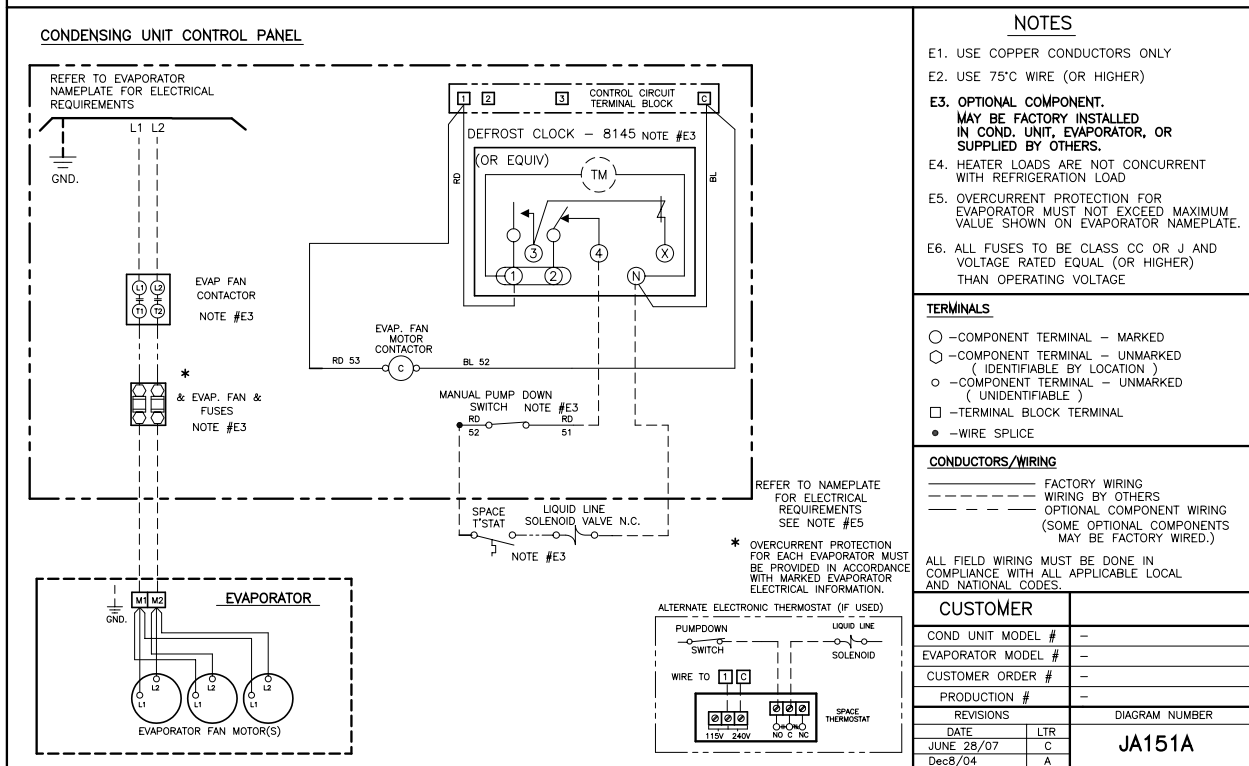 CONDENSING UNIT CONTROL PANEL
REFER TO EVAPORATOR
NAMEPLATE FOR ELECTRICAL
REQUIREMENTS
L1 L2
GND.
1 2 3 C
CONTROL CIRCUIT
TERMINAL BLOCK
DEFROST CLOCK – 8145 NOTE #E3
(OR EQUIV)
TM
RD
BL
3 4 X
1 2 N
L1 L2
T1 T2
EVAP FAN
CONTACTOR
NOTE #E3
EVAP. FAN
MOTOR
CONTACTOR
RD 53
C
BL 52
*
& EVAP. FAN &
FUSES
NOTE #E3
MANUAL PUMP DOWN
SWITCH NOTE #E3
RD
52
RD
51
SPACE
T'STAT
LIQUID LINE
SOLENOID VALVE N.C.
NOTE #E3
REFER TO NAMEPLATE
FOR ELECTRICAL
REQUIREMENTS
SEE NOTE #E5
* OVERCURRENT PROTECTION
FOR EACH EVAPORATOR MUST
BE PROVIDED IN ACCORDANCE
WITH MARKED EVAPORATOR
ELECTRICAL INFORMATION.
GND.
M1 M2
EVAPORATOR
L2 L2 L2
L1 L1 L1
EVAPORATOR FAN MOTOR(S)
ALTERNATE ELECTRONIC THERMOSTAT (IF USED)
PUMPDOWN
SWITCH
LIQUID LINE
SOLENOID
WIRE TO 1 C
SPACE
THERMOSTAT
115V 240V
NO C NC
NOTES
E1. USE COPPER CONDUCTORS ONLY
E2. USE 75°C WIRE (OR HIGHER)
E3. OPTIONAL COMPONENT.
MAY BE FACTORY INSTALLED
IN COND. UNIT, EVAPORATOR, OR
SUPPLIED BY OTHERS.
E4. HEATER LOADS ARE NOT CONCURRENT
WITH REFRIGERATION LOAD
E5. OVERCURRENT PROTECTION FOR
EVAPORATOR MUST NOT EXCEED MAXIMUM
VALUE SHOWN ON EVAPORATOR NAMEPLATE.
E6. ALL FUSES TO BE CLASS CC OR J AND
VOLTAGE RATED EQUAL (OR HIGHER)
THAN OPERATING VOLTAGE
TERMINALS
–COMPONENT TERMINAL – MARKED
–COMPONENT TERMINAL – UNMARKED
( IDENTIFIABLE BY LOCATION )
–COMPONENT TERMINAL – UNMARKED
( UNIDENTIFIABLE )
–TERMINAL BLOCK TERMINAL
–WIRE SPLICE
CONDUCTORS/WIRING
FACTORY WIRING
WIRING BY OTHERS
OPTIONAL COMPONENT WIRING
(SOME OPTIONAL COMPONENTS
MAY BE FACTORY WIRED.)
ALL FIELD WIRING MUST BE DONE IN
COMPLIANCE WITH ALL APPLICABLE LOCAL
AND NATIONAL CODES.
CUSTOMER
COND UNIT MODEL # –
EVAPORATOR MODEL # –
CUSTOMER ORDER # –
PRODUCTION # –
REVISIONS
DIAGRAM NUMBER
DATE LTR
JUNE 28/07 C
Dec8/04 A
JA151A